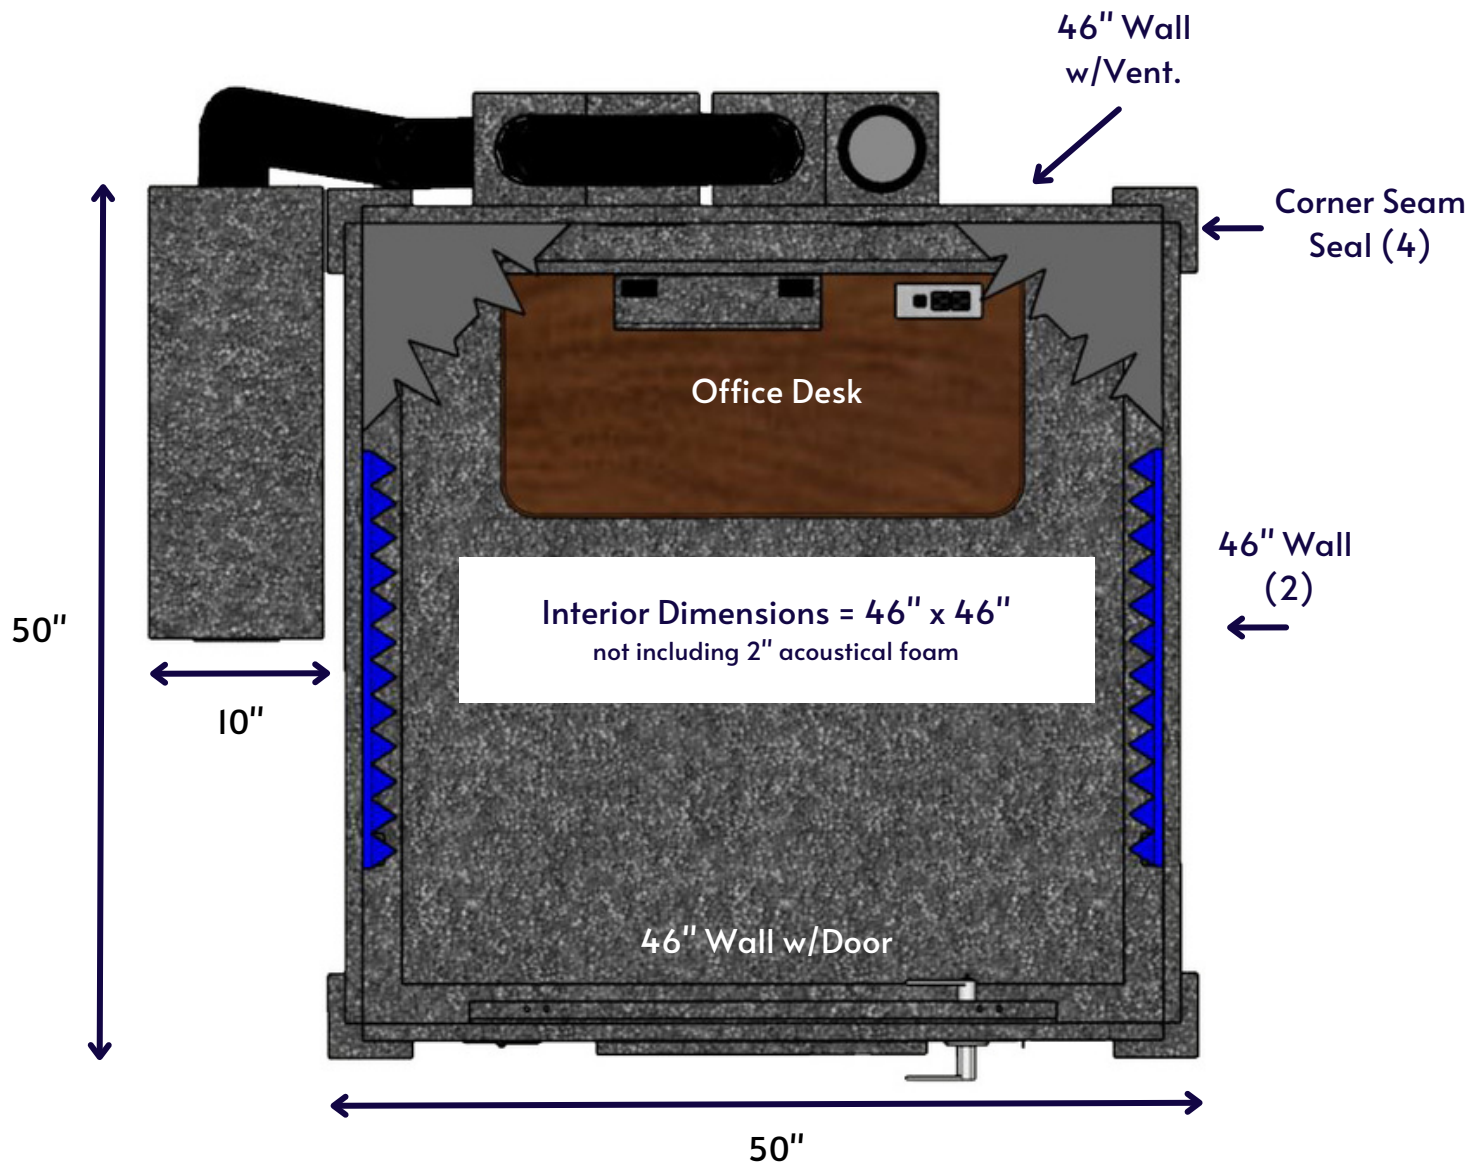 46" Wall
w/Vent.
Corner Seam
Seal (4)
Office Desk
46" Wall
(2)
Interior Dimensions = 46" x 46"
not including 2" acoustical foam
50"
10"
46" Wall w/Door
50"